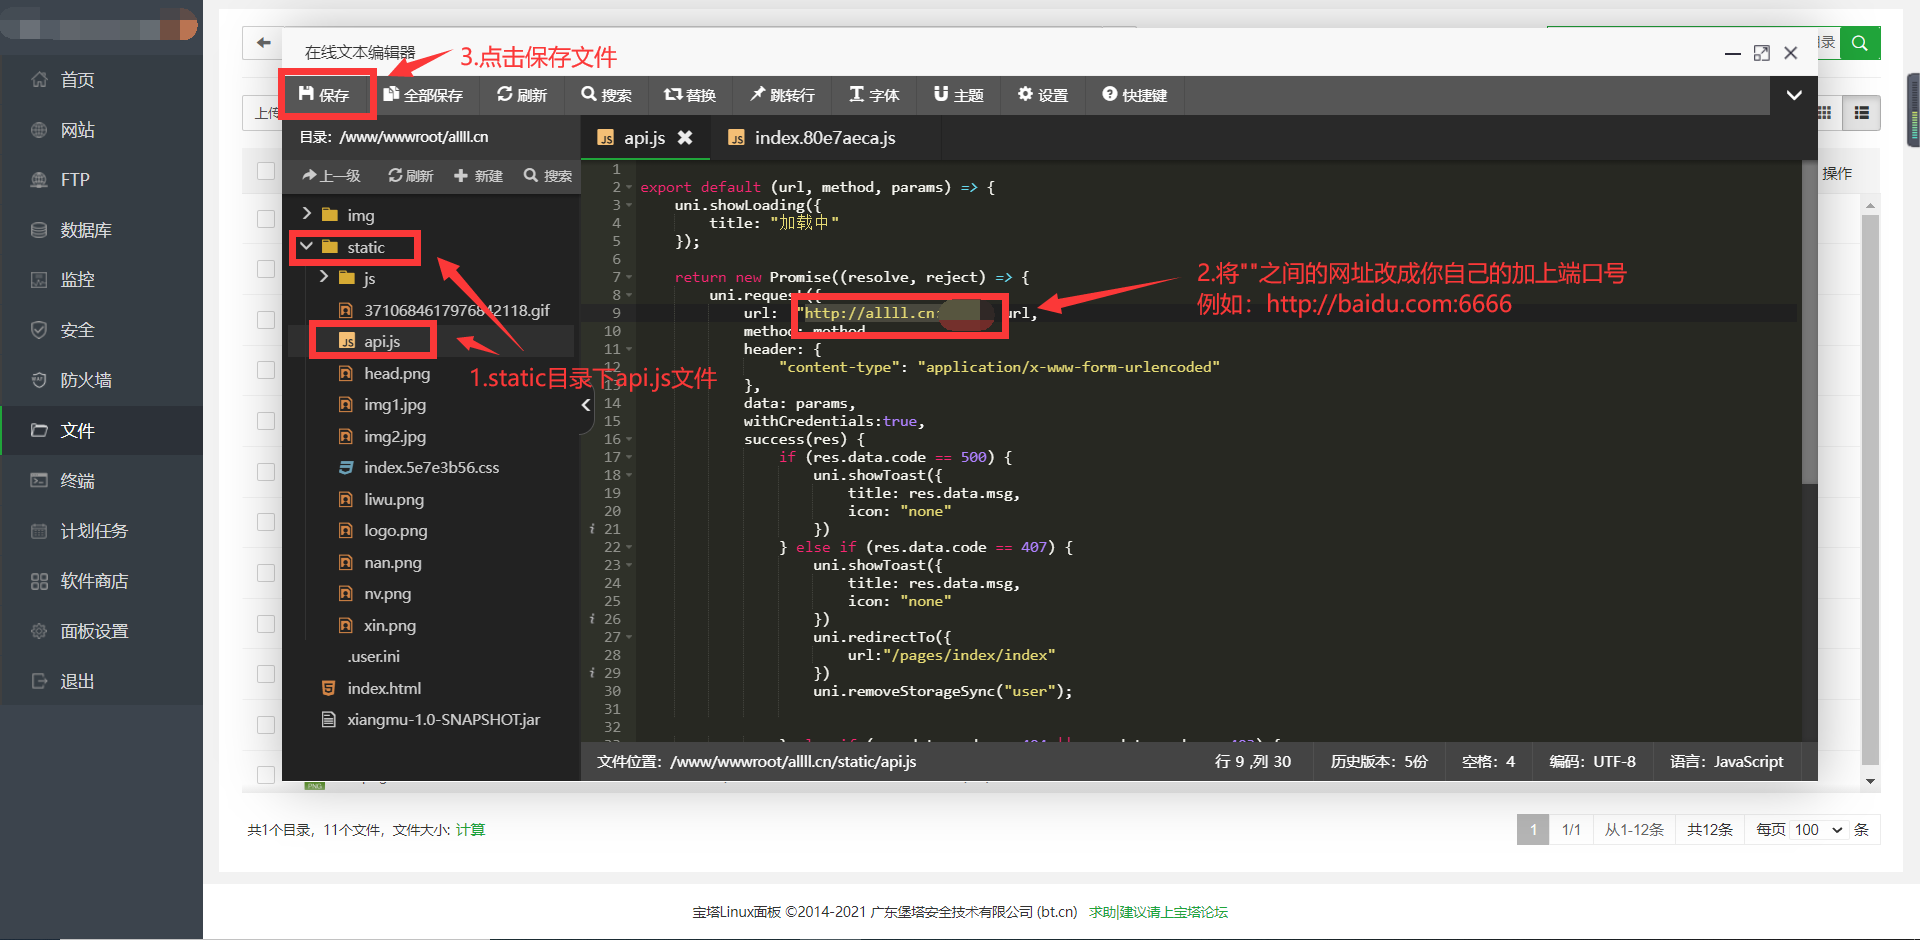 首页
网站
FTP
数据库
监控
安全
防火墙
文件
终端
计划任务
软件商店
面板设置
退出
在线文本编辑器
3.点击保存文件
保存
全部保存
刷新
搜索
替换
跳转行
字体
主题
设置
快捷键
上传
录
操作
目录：/www/wwwroot/allll.cn
上一级
刷新
新建
搜索
img
static
js
3710684617976842118.gif
api.js
head.png
img1.jpg
img2.jpg
index.5e7e3b56.css
liwu.png
logo.png
nan.png
nv.png
xin.png
.user.ini
index.html
xiangmu-1.0-SNAPSHOT.jar
1.static目录下api.js文件
api.js
index.80e7aeca.js
1
2 export default (url, method, params) => {
3 uni.showLoading({
4 title: "加载中"
5 });
6
7 return new Promise((resolve, reject) => {
8 uni.request({
9 url: "http://allll.cn: url,
10 method: method
11 header: {
12 "content-type": "application/x-www-form-urlencoded"
13 },
14 data: params,
15 withCredentials:true,
16 success(res) {
17 if (res.data.code == 500) {
18 uni.showToast({
19 title: res.data.msg,
20 icon: "none"
21 })
22 } else if (res.data.code == 407) {
23 uni.showToast({
24 title: res.data.msg,
25 icon: "none"
26 })
27 uni.redirectTo({
28 url:"/pages/index/index"
29 })
30 uni.removeStorageSync("user");
31
32
2.将""之间的网址改成你自己的加上端口号
例如：http://baidu.com:6666
文件位置：/www/wwwroot/allll.cn/static/api.js
行 9 ,列 30
历史版本：5份
空格：4
编码：UTF-8
语言：JavaScript
PNG
共1个目录，11个文件，文件大小: 计算
1
1/1
从1-12条
共12条
每页 100 条
宝塔Linux面板 ©2014-2021 广东堡塔安全技术有限公司 (bt.cn) 求助|建议请上宝塔论坛